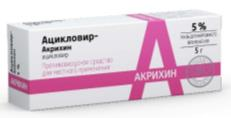 Ацикловир-
Акрихин
ацикловир
Противовирусное средство
для местного применения
5 %
5 г
АКРИХИН